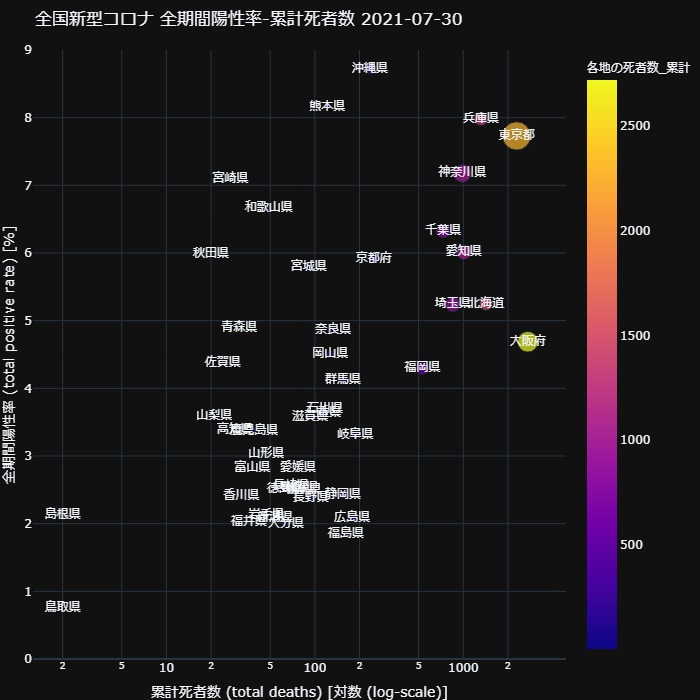 全国新型コロナ 全期間陽性率-累計死者数 2021-07-30
各地の死者数_累計
2500
2000
1500
1000
500
全期間陽性率 (total positive rate) [%]
9
8
7
6
5
4
3
2
1
0
沖縄県
熊本県
兵庫県
東京都
神奈川県
宮崎県
和歌山県
千葉県
愛知県
秋田県
京都府
宮城県
埼玉県
北海道
青森県
奈良県
大阪府
岡山県
佐賀県
福岡県
群馬県
石川県
山梨県
滋賀県
鹿児島県
岐阜県
山形県
富山県
愛媛県
長野県
静岡県
香川県
島根県
岩手県
福井県
大分県
広島県
福島県
鳥取県
2
5
10
2
5
100
2
5
1000
2
累計死者数 (total deaths) [対数 (log-scale)]